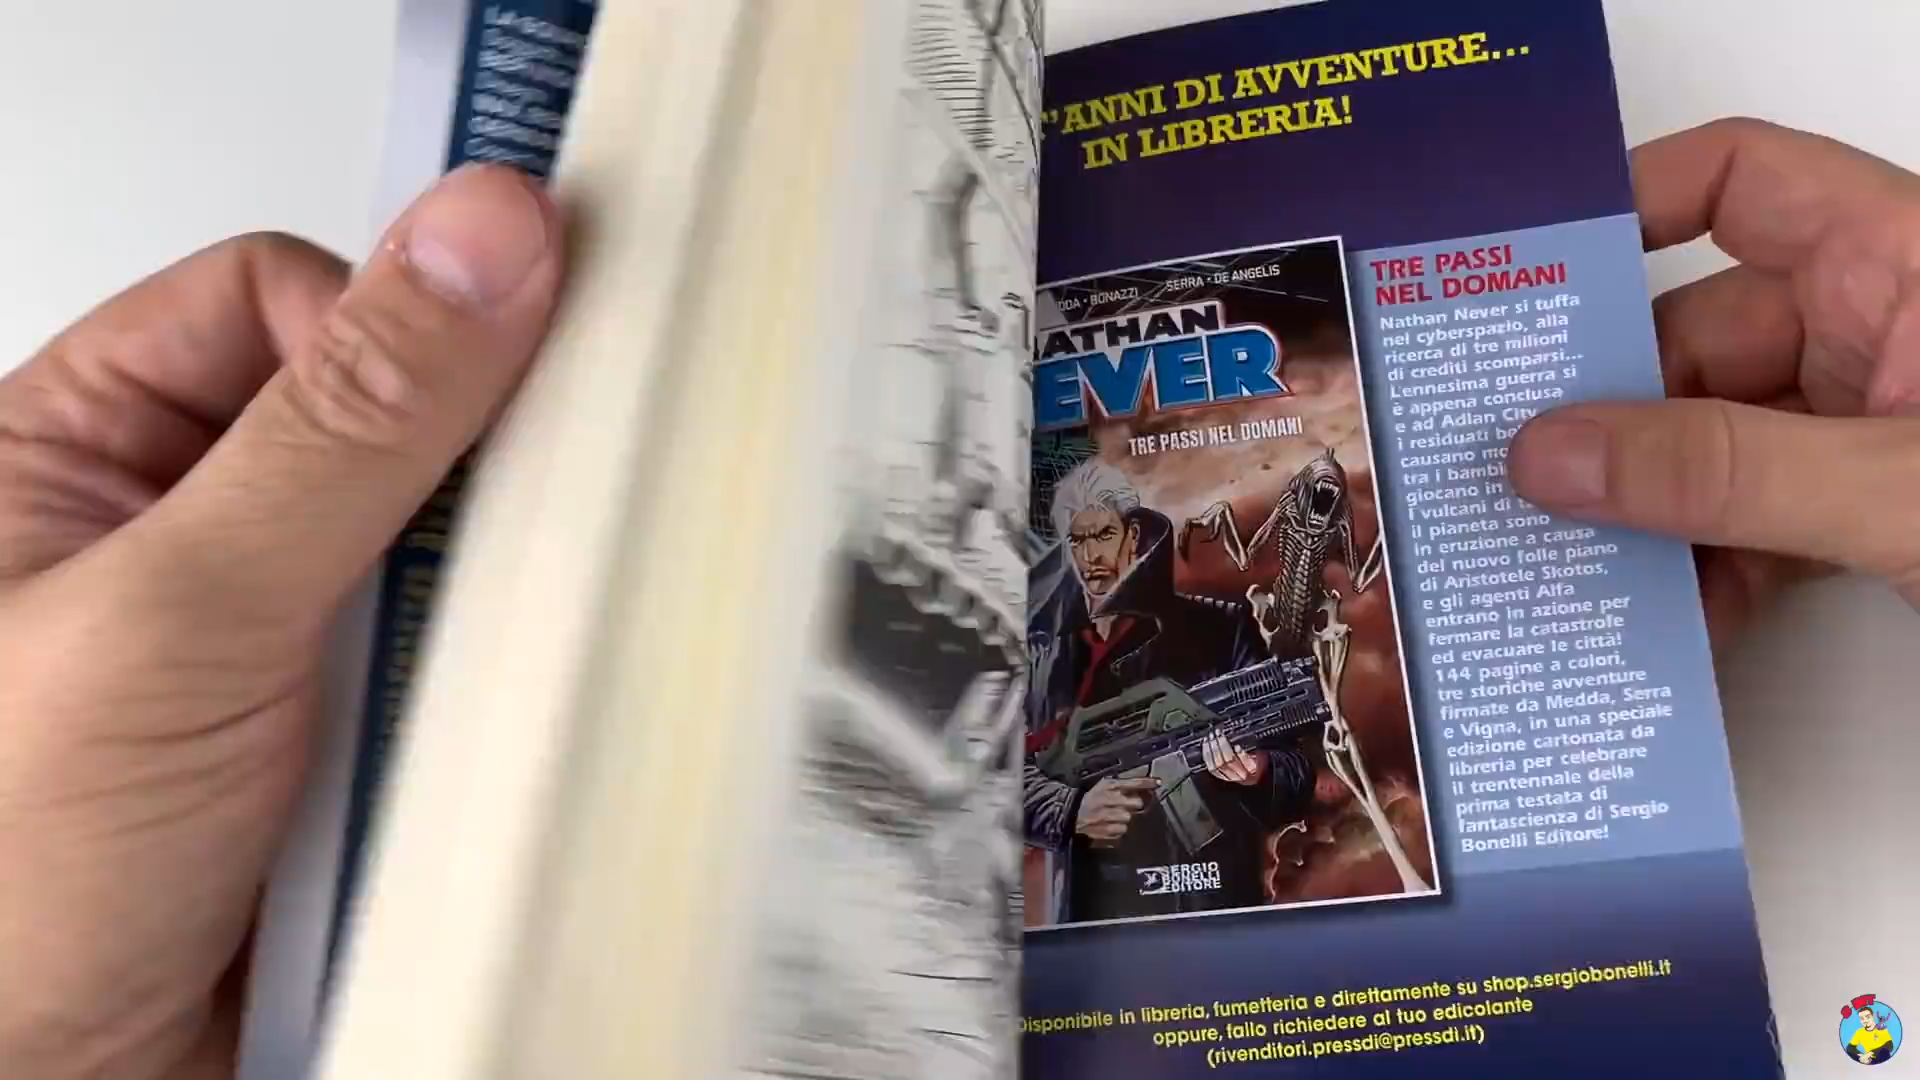 'ANNI DI AVVENTURE...
IN LIBRERIA!
BONAZZI SERRA • DE ANGELIS
NATHAN
NEVER
TRE PASSI NEL DOMANI
SERGIO
BONELLI
EDITORE
TRE PASSI
NEL DOMANI
Nathan Never si tuffa
nel cyberspazio, alla
ricerca di tre milioni
di crediti scomparsi...
L'ennesima guerra si
è appena conclusa
e ad Adlan City
i residuati
causano
tra i bambi
giocano in
I vulcani di
il pianeta sono
in eruzione a causa
del nuovo folle piano
di Aristotele Skotos,
e gli agenti Alfa
entrano in azione per
fermare la catastrofe
ed evacuare le città!
144 pagine a colori,
tre storiche avventure
firmate da Medda, Serra
e Vigna, in una speciale
edizione cartonata da
libreria per celebrare
il trentennale della
prima testata di
fantascienza di Sergio
Bonelli Editore!
Disponibile in libreria, fumetteria e direttamente su shop.sergiobonelli.it
oppure, fallo richiedere al tuo edicolante
(rivenditori.pressdi@pressdi.it)